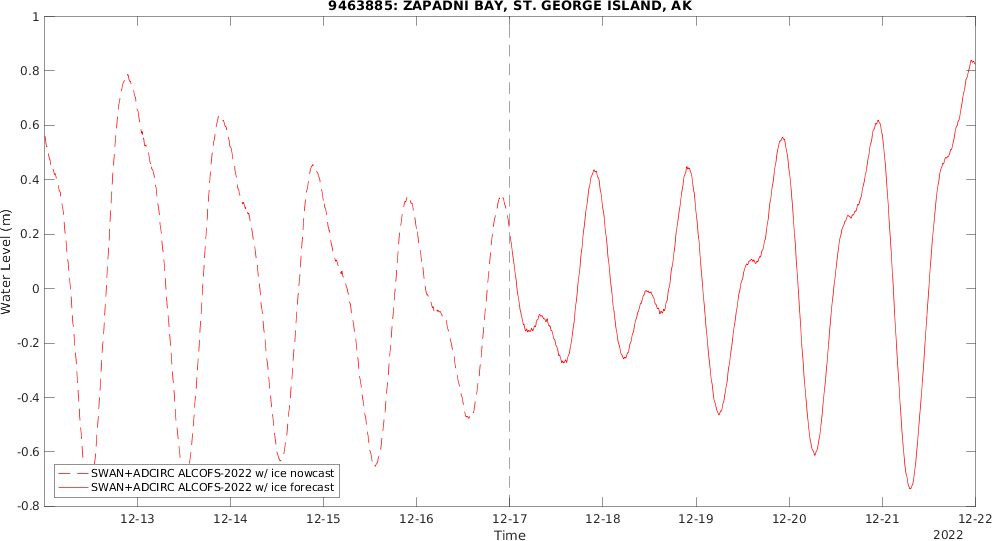 9463885: ZAPADNI BAY, ST. GEORGE ISLAND, AK
1
0.8
0.6
0.4
0.2
0
-0.2
-0.4
-0.6
-0.8
Water Level (m)
SWAN+ADCIRC ALCOFS-2022 w/ ice nowcast
SWAN+ADCIRC ALCOFS-2022 w/ ice forecast
12-13 12-14 12-15 12-16 12-17 12-18 12-19 12-20 12-21 12-22
Time
2022